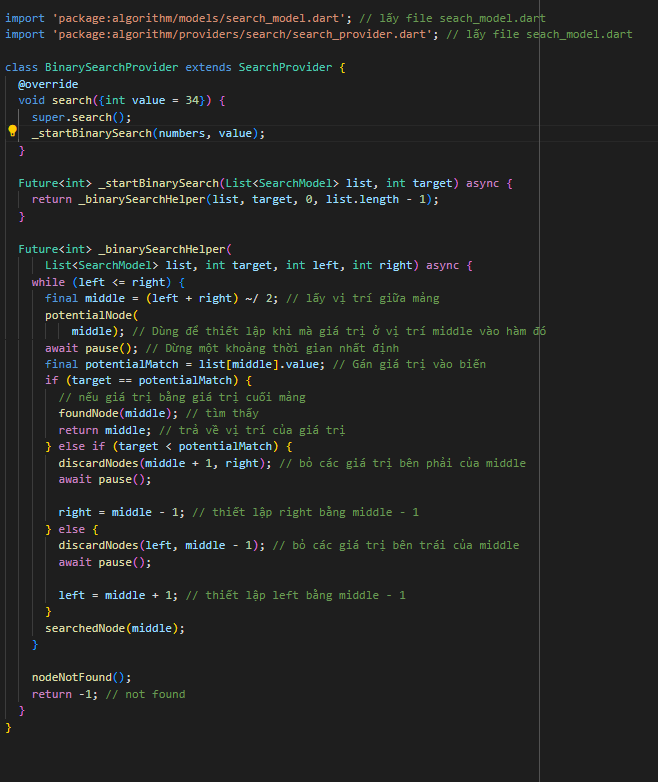 import 'package:algorithm/models/search_model.dart'; // lấy file seach_model.dart
import 'package:algorithm/providers/search/search_provider.dart'; // lấy file seach_model.dart

class BinarySearchProvider extends SearchProvider {
  @override
  void search({int value = 34}) {
    super.search();
    _startBinarySearch(numbers, value);
  }

  Future<int> _startBinarySearch(List<SearchModel> list, int target) async {
    return _binarySearchHelper(list, target, 0, list.length - 1);
  }

  Future<int> _binarySearchHelper(
      List<SearchModel> list, int target, int left, int right) async {
    while (left <= right) {
      final middle = (left + right) ~/ 2; // lấy vị trí giữa mảng
      potentialNode(
          middle); // Dùng để thiết lập khi mà giá trị ở vị trí middle vào hàm đó
      await pause(); // Dừng một khoảng thời gian nhất định
      final potentialMatch = list[middle].value; // Gán giá trị vào biến
      if (target == potentialMatch) {
        // nếu giá trị bằng giá trị cuối mảng
        foundNode(middle); // tìm thấy
        return middle; // trả về vị trí của giá trị
      } else if (target < potentialMatch) {
        discardNodes(middle + 1, right); // bỏ các giá trị bên phải của middle
        await pause();

        right = middle - 1; // thiết lập right bằng middle - 1
      } else {
        discardNodes(left, middle - 1); // bỏ các giá trị bên trái của middle
        await pause();

        left = middle + 1; // thiết lập left bằng middle - 1
      }
      searchedNode(middle);
    }

    nodeNotFound();
    return -1; // not found
  }
}